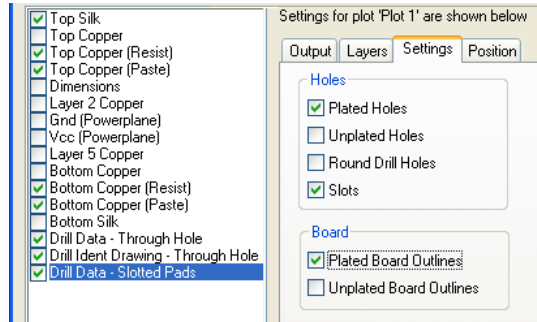 Top Silk
Top Copper
Top Copper (Resist)
Top Copper (Paste)
Dimensions
Layer 2 Copper
Gnd (Powerplane)
Vcc (Powerplane)
Layer 5 Copper
Bottom Copper
Bottom Copper (Resist)
Bottom Copper (Paste)
Bottom Silk
Drill Data - Through Hole
Drill Ident Drawing - Through Hole
Drill Data - Slotted Pads
Settings for plot 'Plot 1' are shown below
Output Layers Settings Position
Holes
Plated Holes
Unplated Holes
Round Drill Holes
Slots
Board
Plated Board Outlines
Unplated Board Outlines